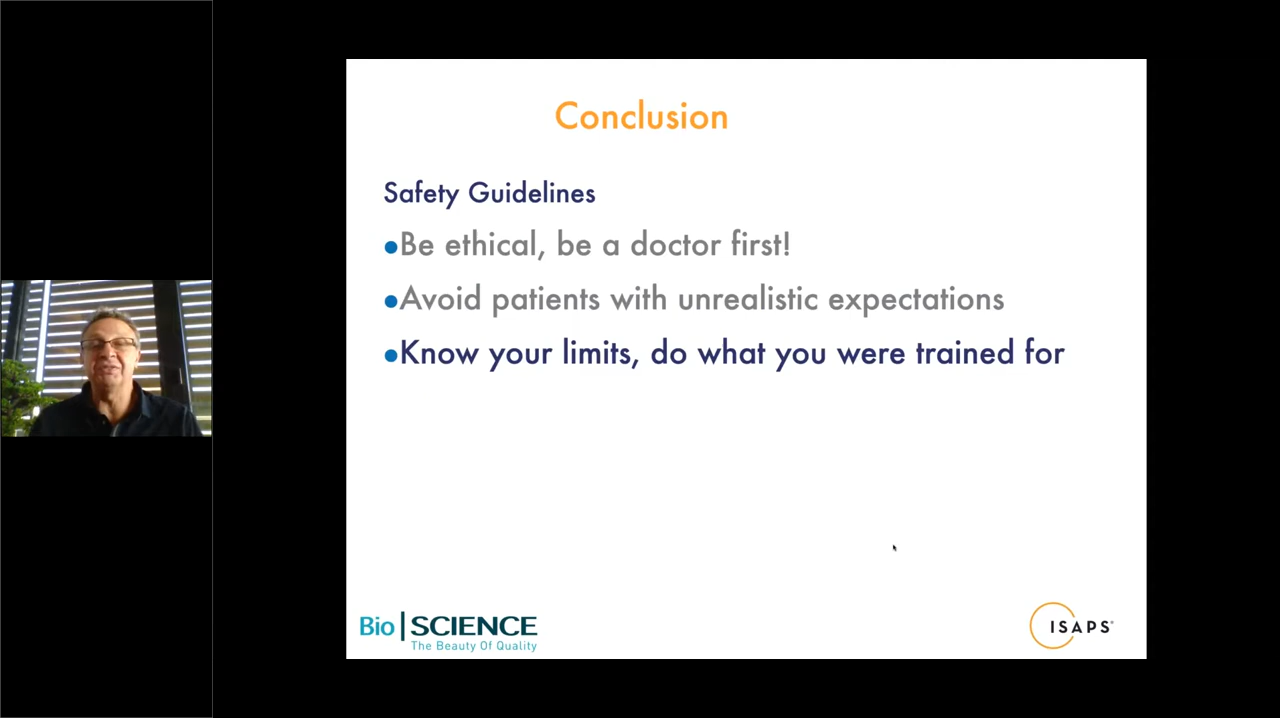 Conclusion
Safety Guidelines
●Be ethical, be a doctor first!
●Avoid patients with unrealistic expectations
●Know your limits, do what you were trained for
Bio|SCIENCE
The Beauty Of Quality
ISAPS®